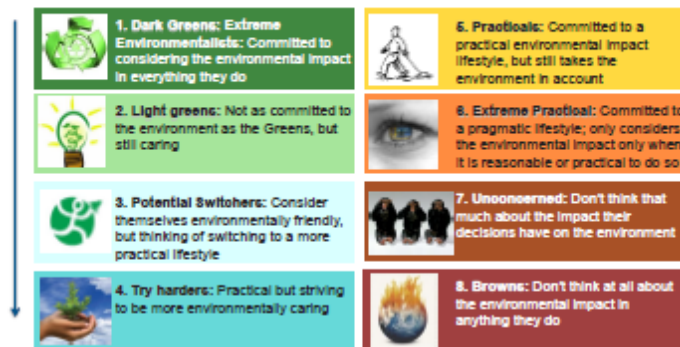 1. Dark Greens: Extreme
Environmentalists: Committed to
considering the environmental impact
in everything they do
2. Light greens: Not as committed to
the environment as the Greens, but
still caring
3. Potential Switchers: Consider
themselves environmentally friendly,
but thinking of switching to a more
practical lifestyle
4. Try harders: Practical but striving
to be more environmentally caring
5. Practicals: Committed to a
practical environmental impact
lifestyle, but still takes the
environment in account
6. Extreme Practical: Committed to
a pragmatic lifestyle; only considers
the environmental impact only when
it is reasonable or practical to do so
7. Unconcerned: Don't think that
much about the impact their
decisions have on the environment
8. Browns: Don't think at all about
the environmental impact in
anything they do